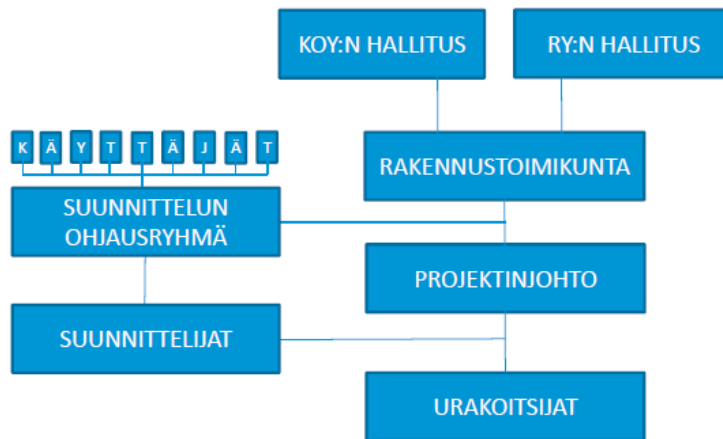 KOY:N HALLITUS
RY:N HALLITUS
K Ä Y T T Ä J Ä T
RAKENNUSTOIMIKUNTA
SUUNNITTELUN
OHJAUSRYHMÄ
PROJEKTINJOHTO
SUUNNITTELIJAT
URAKOITSIJAT